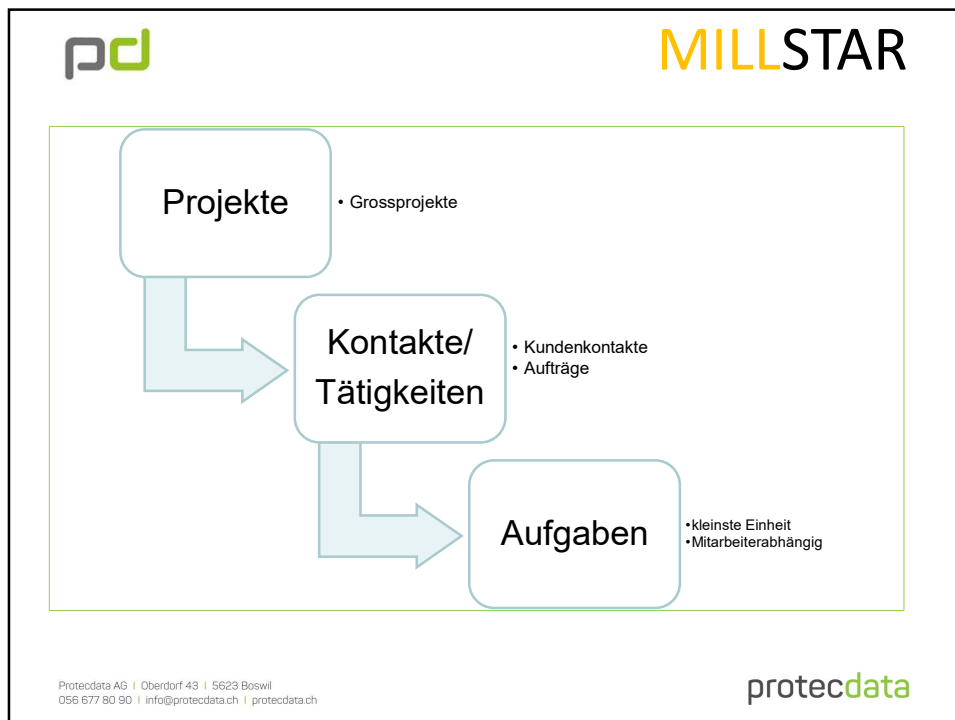 pd
MILLSTAR
Projekte
• Grossprojekte
Kontakte/
Tätigkeiten
• Kundenkontakte
• Aufträge
Aufgaben
•kleinste Einheit
•Mitarbeiterabhängig
Protecdata AG | Oberdorf 43 | 5623 Boswil
056 677 80 90 | info@protecdata.ch | protecdata.ch
protecdata